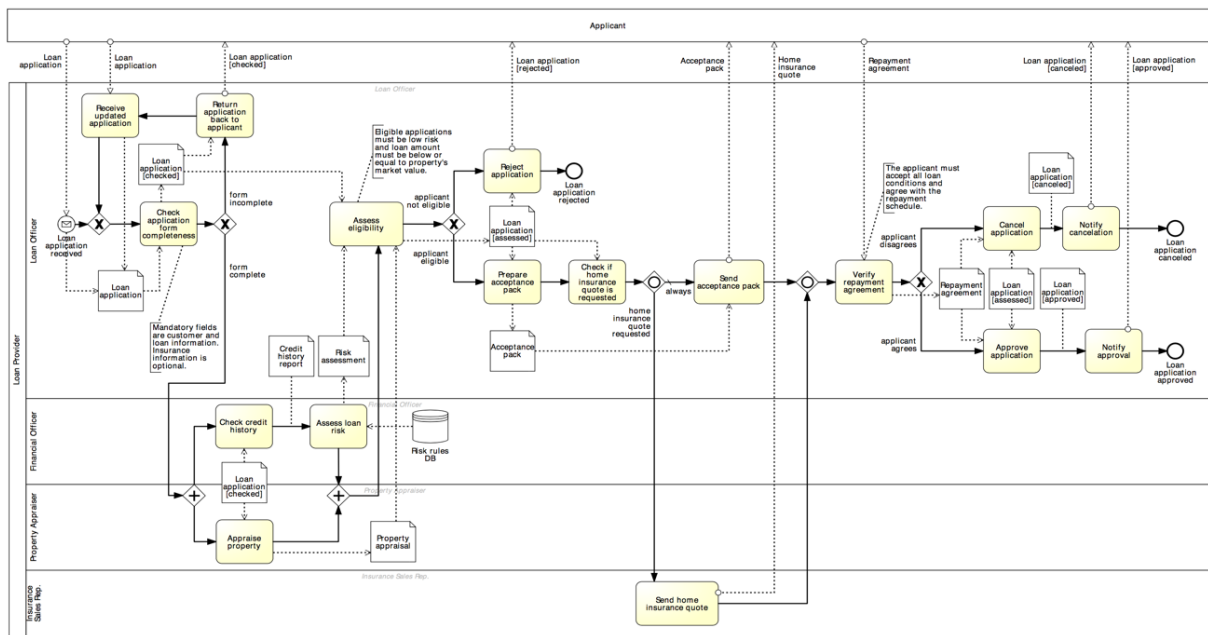 Applicant
Loan
application
Loan
application
Loan application
[checked]
Loan application
[rejected]
Acceptance
pack
Home
insurance
quote
Repayment
agreement
Loan application
[canceled]
Loan application
[approved]
Loan Provider
Loan Officer
Loan Officer
Receive
updated
application
Return
application
back to
applicant
Loan
application
[checked]
form
incomplete
Loan
application
received
Check
application
form
completeness
form
complete
Loan
application
Mandatory fields
are customer and
loan information.
Insurance
information is
optional.
Eligible applications
must be low risk
and loan amount
must be below or
equal to property's
market value.
Assess
eligibility
Credit
history
report
Risk
assessment
applicant
not eligible
applicant
eligible
Reject
application
Loan
application
rejected
Loan
application
[assessed]
Prepare
acceptance
pack
Check if
home
insurance
quote is
requested
Acceptance
pack
always
home
insurance
quote
requested
Send
acceptance pack
The applicant must
accept all loan
conditions and
agree with the
repayment
schedule.
Verify
repayment
agreement
applicant
disagrees
applicant
agrees
Loan
application
[canceled]
Cancel
application
Notify
cancelation
Loan
application
canceled
Repayment
agreement
Loan
application
[assessed]
Loan
application
[approved]
Approve
application
Notify
approval
Loan
application
approved
Financial Officer
Financial Officer
Check credit
history
Assess loan
risk
Risk rules
DB
Loan
application
[checked]
Property Appraiser
Property Appraiser
Appraise
property
Property
appraisal
Insurance
Sales Rep.
Insurance Sales Rep.
Send home
insurance quote